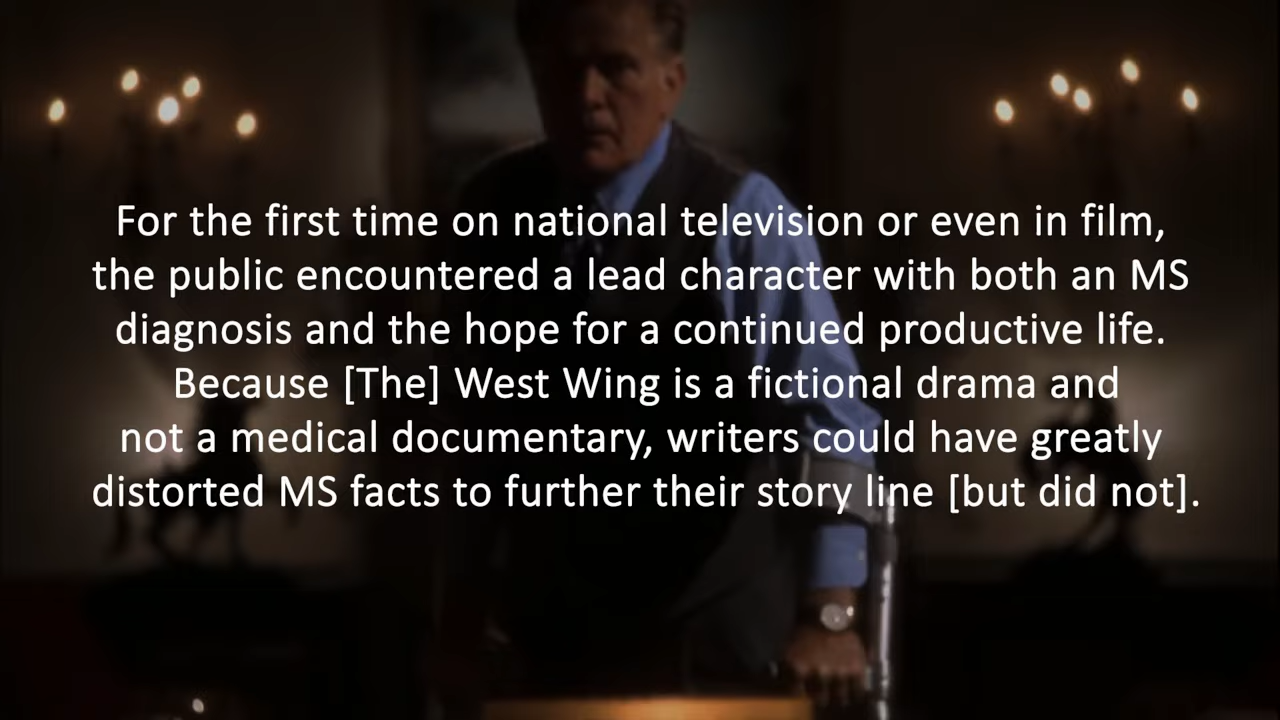 For the first time on national television or even in film,
the public encountered a lead character with both an MS
diagnosis and the hope for a continued productive life.
Because [The] West Wing is a fictional drama and
not a medical documentary, writers could have greatly
distorted MS facts to further their story line [but did not].